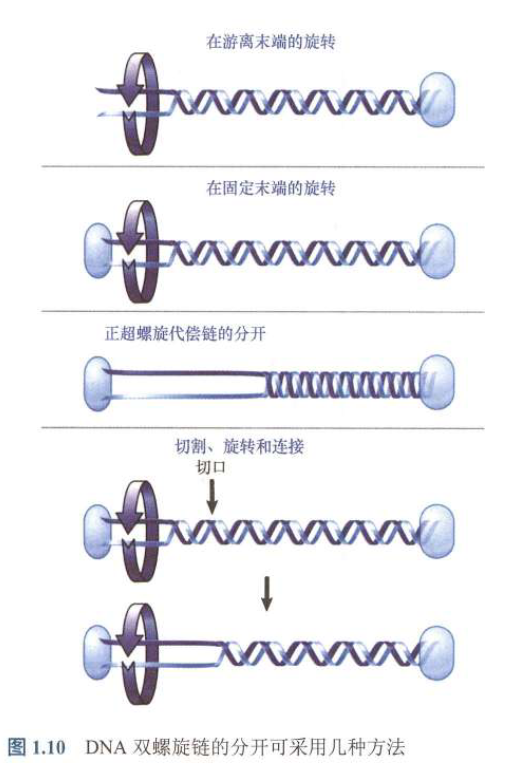 在游离末端的旋转
在固定末端的旋转
正超螺旋代偿链的分开
切割、旋转和连接
切口
图 1.10 DNA 双螺旋链的分开可采用几种方法